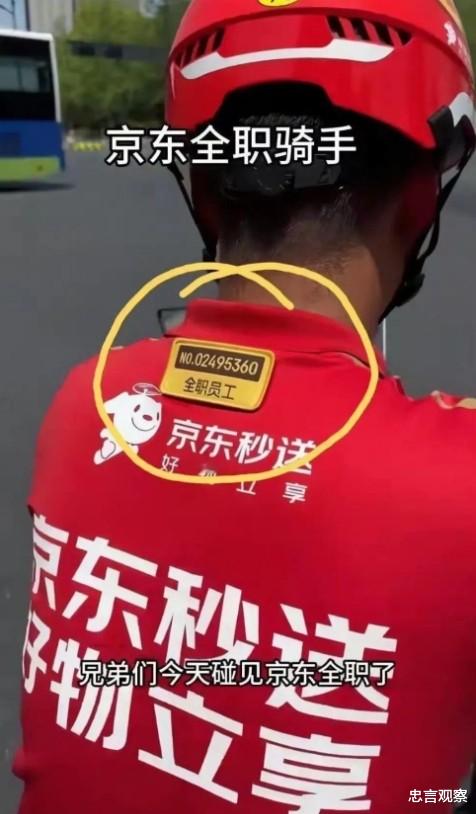 京东全职骑手
NO.02495360
全职员工
京东秒送
好 立享
京东秒送
兄弟们今天碰见京东全职了
好物立享
忠言观察